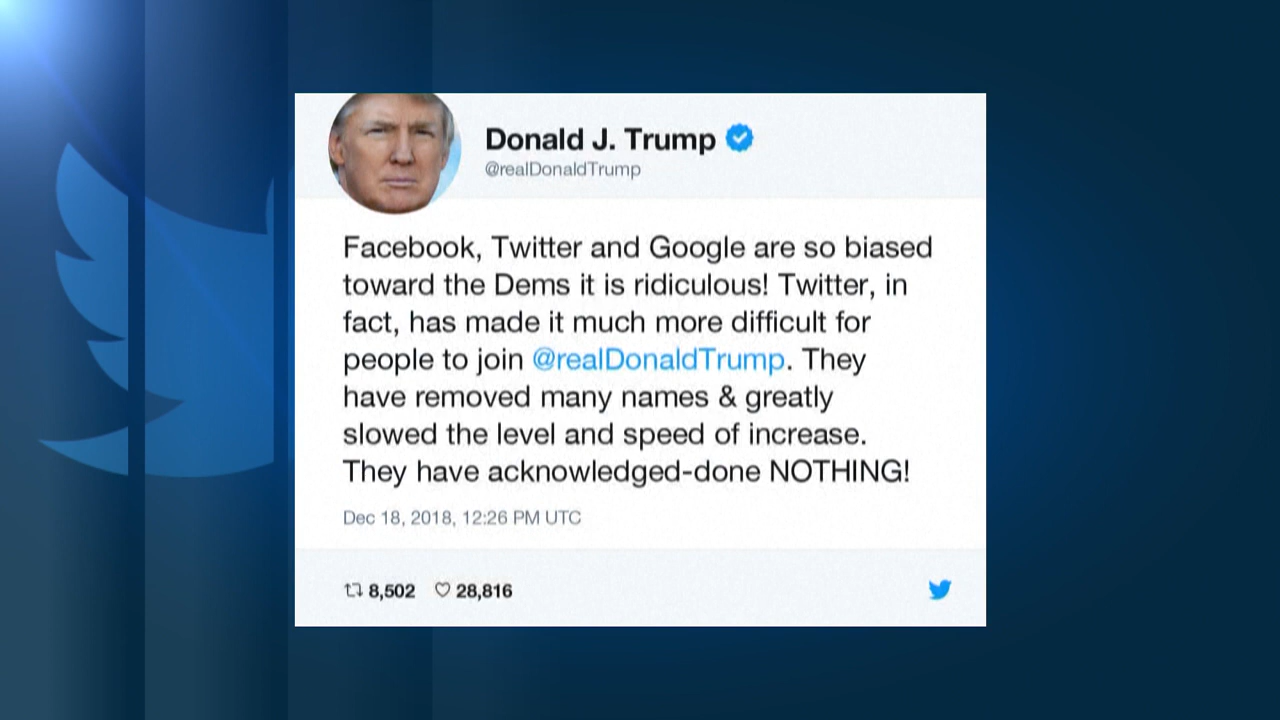 Donald J. Trump
@realDonaldTrump
Facebook, Twitter and Google are so biased
toward the Dems it is ridiculous! Twitter, in
fact, has made it much more difficult for
people to join @realDonaldTrump. They
have removed many names & greatly
slowed the level and speed of increase.
They have acknowledged-done NOTHING!
Dec 18, 2018, 12:26 PM UTC
8,502 28,816